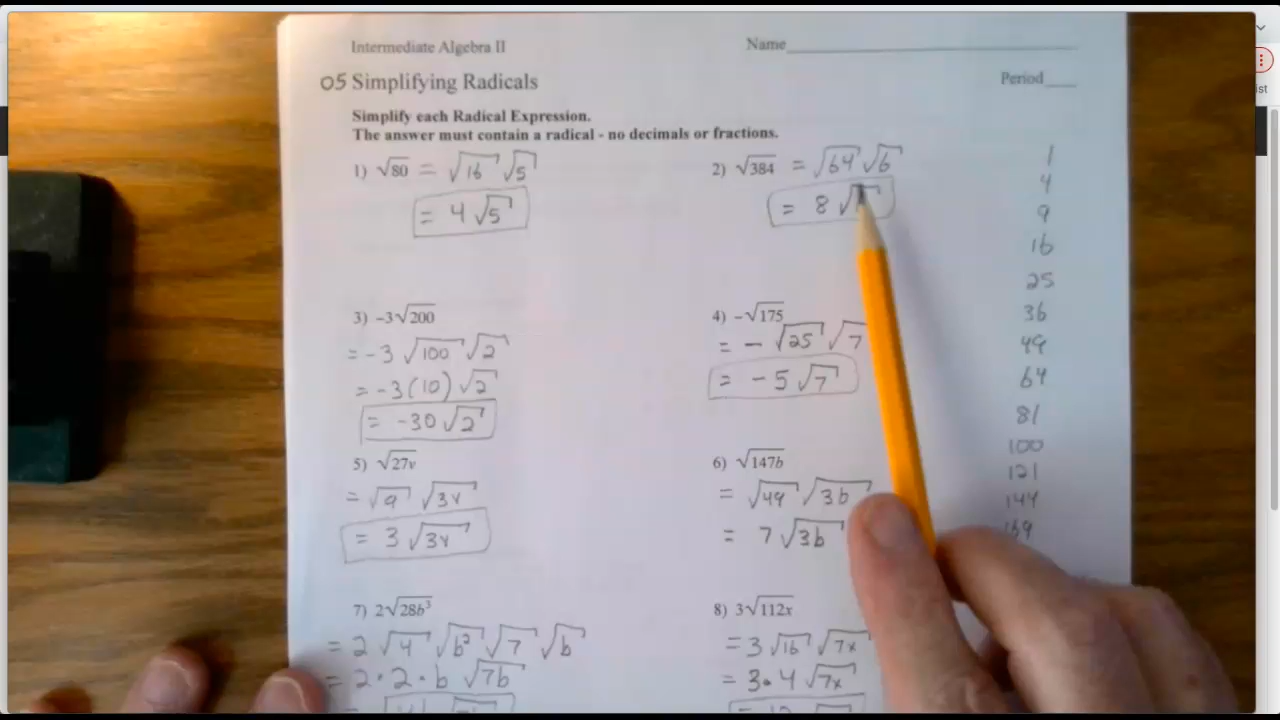 Intermediate Algebra II
Name
05 Simplifying Radicals
Period
ist
Simplify each Radical Expression.
The answer must contain a radical - no decimals or fractions.
1) √80 = √16 √5
= 4 √5
2) √384 = √64 √6
= 8 √
3) -3√200
= -3 √100 √2
= -3(10) √2
= -30 √2
4) -√175
= - √25 √7
= -5 √7
5) √27v
= √9 √3v
= 3 √3v
6) √147b
= √49 √3b
= 7 √3b
7) 2√28b³
= 2 √4 √b² √7 √b
= 2 • 2 • b √7b
8) 3√112x
= 3 √16 √7x
= 3 • 4 √7x
1
4
9
16
25
36
49
64
81
100
121
144
169